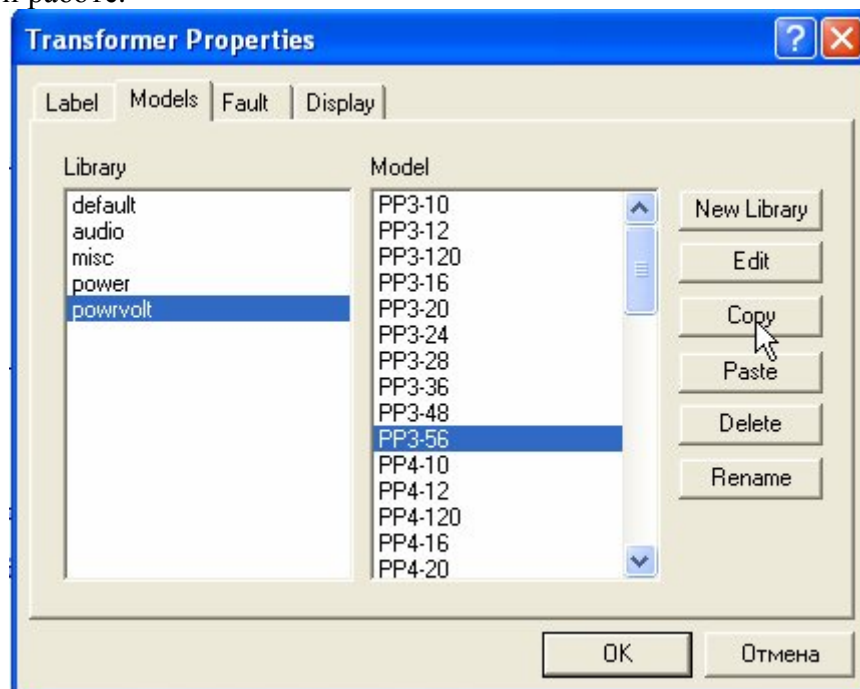 Transformer Properties
Label Models Fault Display
Library
default
audio
misc
power
powrvolt
Model
PP3-10
PP3-12
PP3-120
PP3-16
PP3-20
PP3-24
PP3-28
PP3-36
PP3-48
PP3-56
PP4-10
PP4-12
PP4-120
PP4-16
PP4-20
New Library
Edit
Copy
Paste
Delete
Rename
OK Отмена